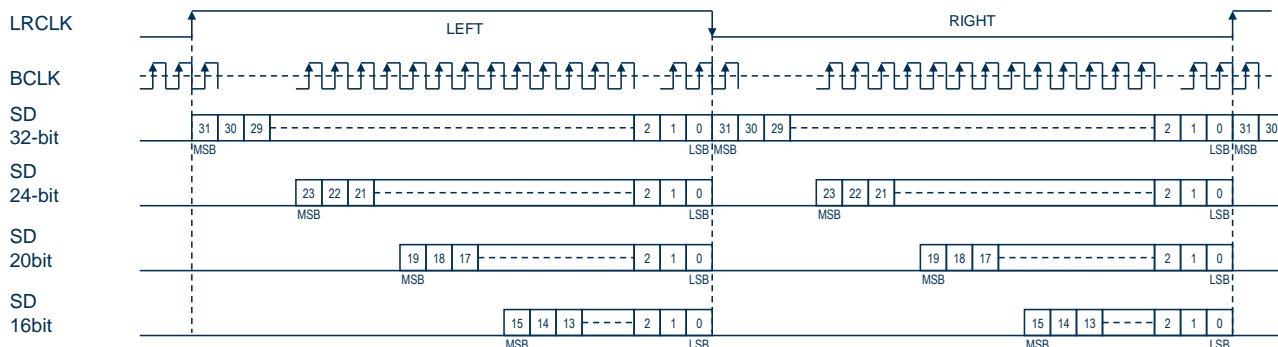 LRCLK
LEFT
RIGHT
BCLK
SD
32-bit
31 30 29 2 1 0 31 30 29 2 1 0 31 30
MSB LSB MSB LSB MSB
SD
24-bit
23 22 21 2 1 0 23 22 21 2 1 0
MSB LSB MSB LSB
SD
20bit
19 18 17 2 1 0 19 18 17 2 1 0
MSB LSB MSB LSB
SD
16bit
15 14 13 2 1 0 15 14 13 2 1 0
MSB LSB MSB LSB